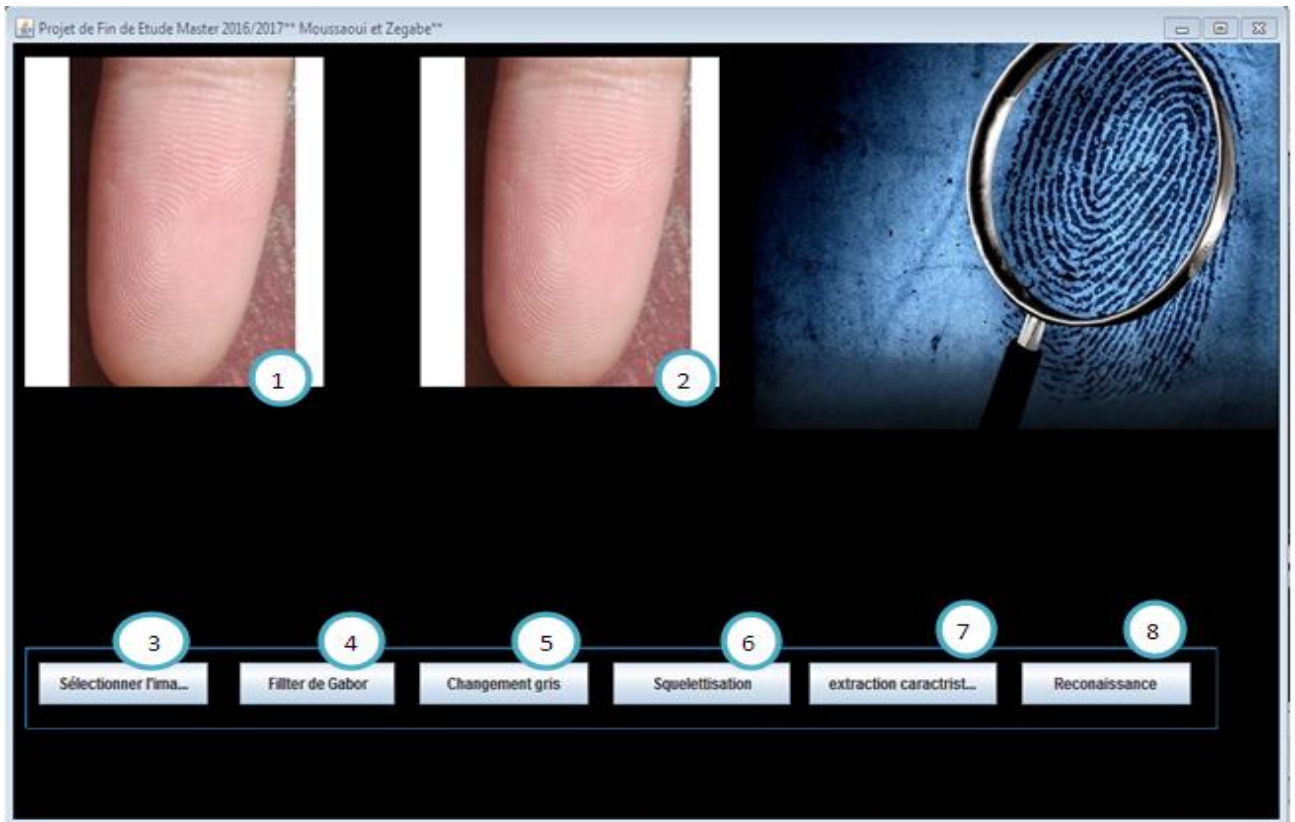 Projet de Fin de Etude Master 2016/2017** Moussaoui et Zegabe**
1
2
3
4
5
6
7
8
Sélectionner l'ima...
Fillter de Gabor
Changement gris
Squelettisation
extraction caractrist...
Reconaissance